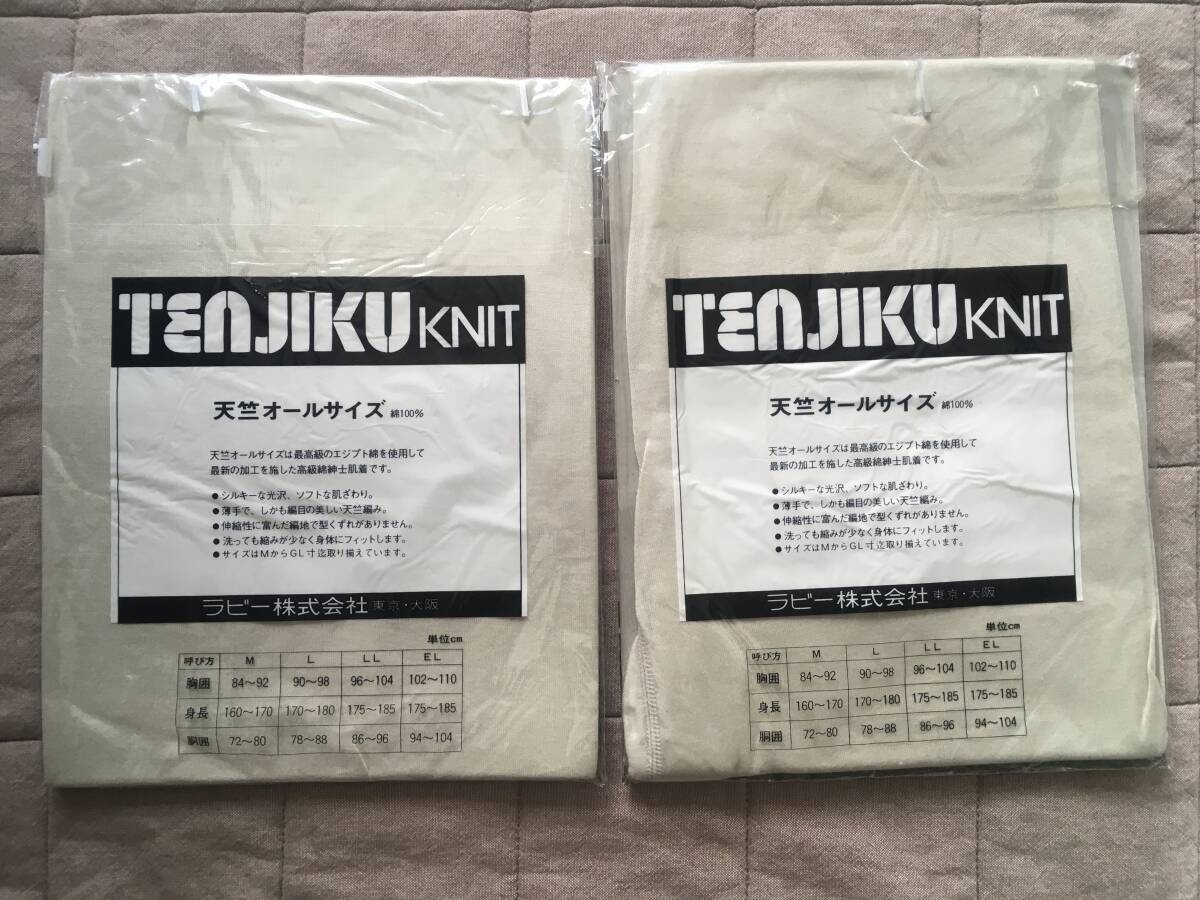 TENJIKU KNIT
天竺オールサイズ 綿100%
天竺オールサイズは最高級のエジプト綿を使用して
最新の加工を施した高級綿紳士肌着です。
●シルキーな光沢、ソフトな肌ざわり。
●薄手で、しかも編目の美しい天竺編み。
●伸縮性に富んだ編地で型くずれがありません。
●洗っても縮みが少なく身体にフィットします。
●サイズはMからGL寸迄取り揃えています。
ラビー株式会社 東京・大阪
単位cm
呼び方 M L LL EL
胸囲 84～92 90～98 96～104 102～110
身長 160～170 170～180 175～185 175～185
胴囲 72～80 78～88 86～96 94～104
TENJIKU KNIT
天竺オールサイズ 綿100%
天竺オールサイズは最高級のエジプト綿を使用して
最新の加工を施した高級綿紳士肌着です。
●シルキーな光沢、ソフトな肌ざわり。
●薄手で、しかも編目の美しい天竺編み。
●伸縮性に富んだ編地で型くずれがありません。
●洗っても縮みが少なく身体にフィットします。
●サイズはMからGL寸迄取り揃えています。
ラビー株式会社 東京・大阪
単位cm
呼び方 M L LL EL
胸囲 84～92 90～98 96～104 102～110
身長 160～170 170～180 175～185 175～185
胴囲 72～80 78～88 86～96 94～104